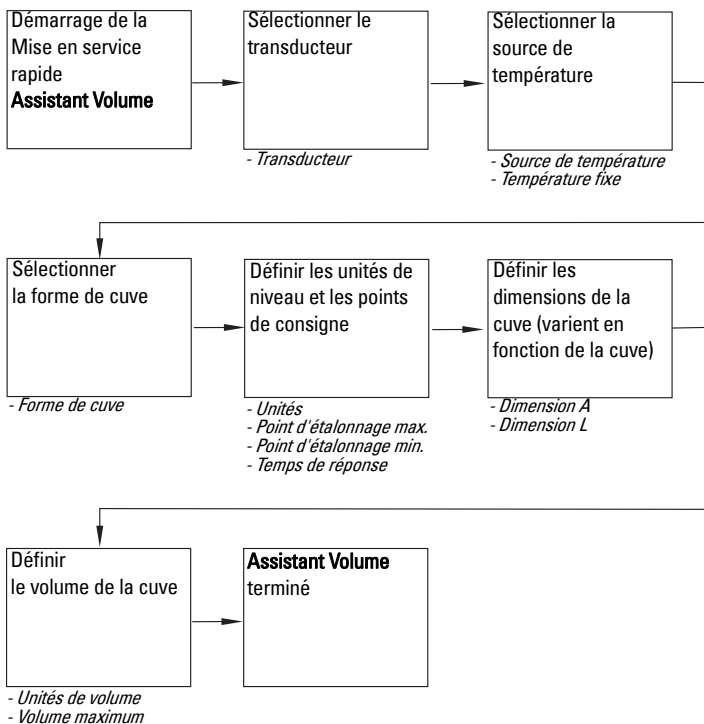 Démarrage de la
Mise en service
rapide
Assistant Volume
Sélectionner le
transducteur
- Transducteur
Sélectionner la
source de
température
- Source de température
- Température fixe
Sélectionner
la forme de cuve
- Forme de cuve
Définir les unités de
niveau et les points
de consigne
- Unités
- Point d'étalonnage max.
- Point d'étalonnage min.
- Temps de réponse
Définir les
dimensions de la
cuve (varient en
fonction de la cuve)
- Dimension A
- Dimension L
Définir
le volume de la cuve
- Unités de volume
- Volume maximum
Assistant Volume
terminé